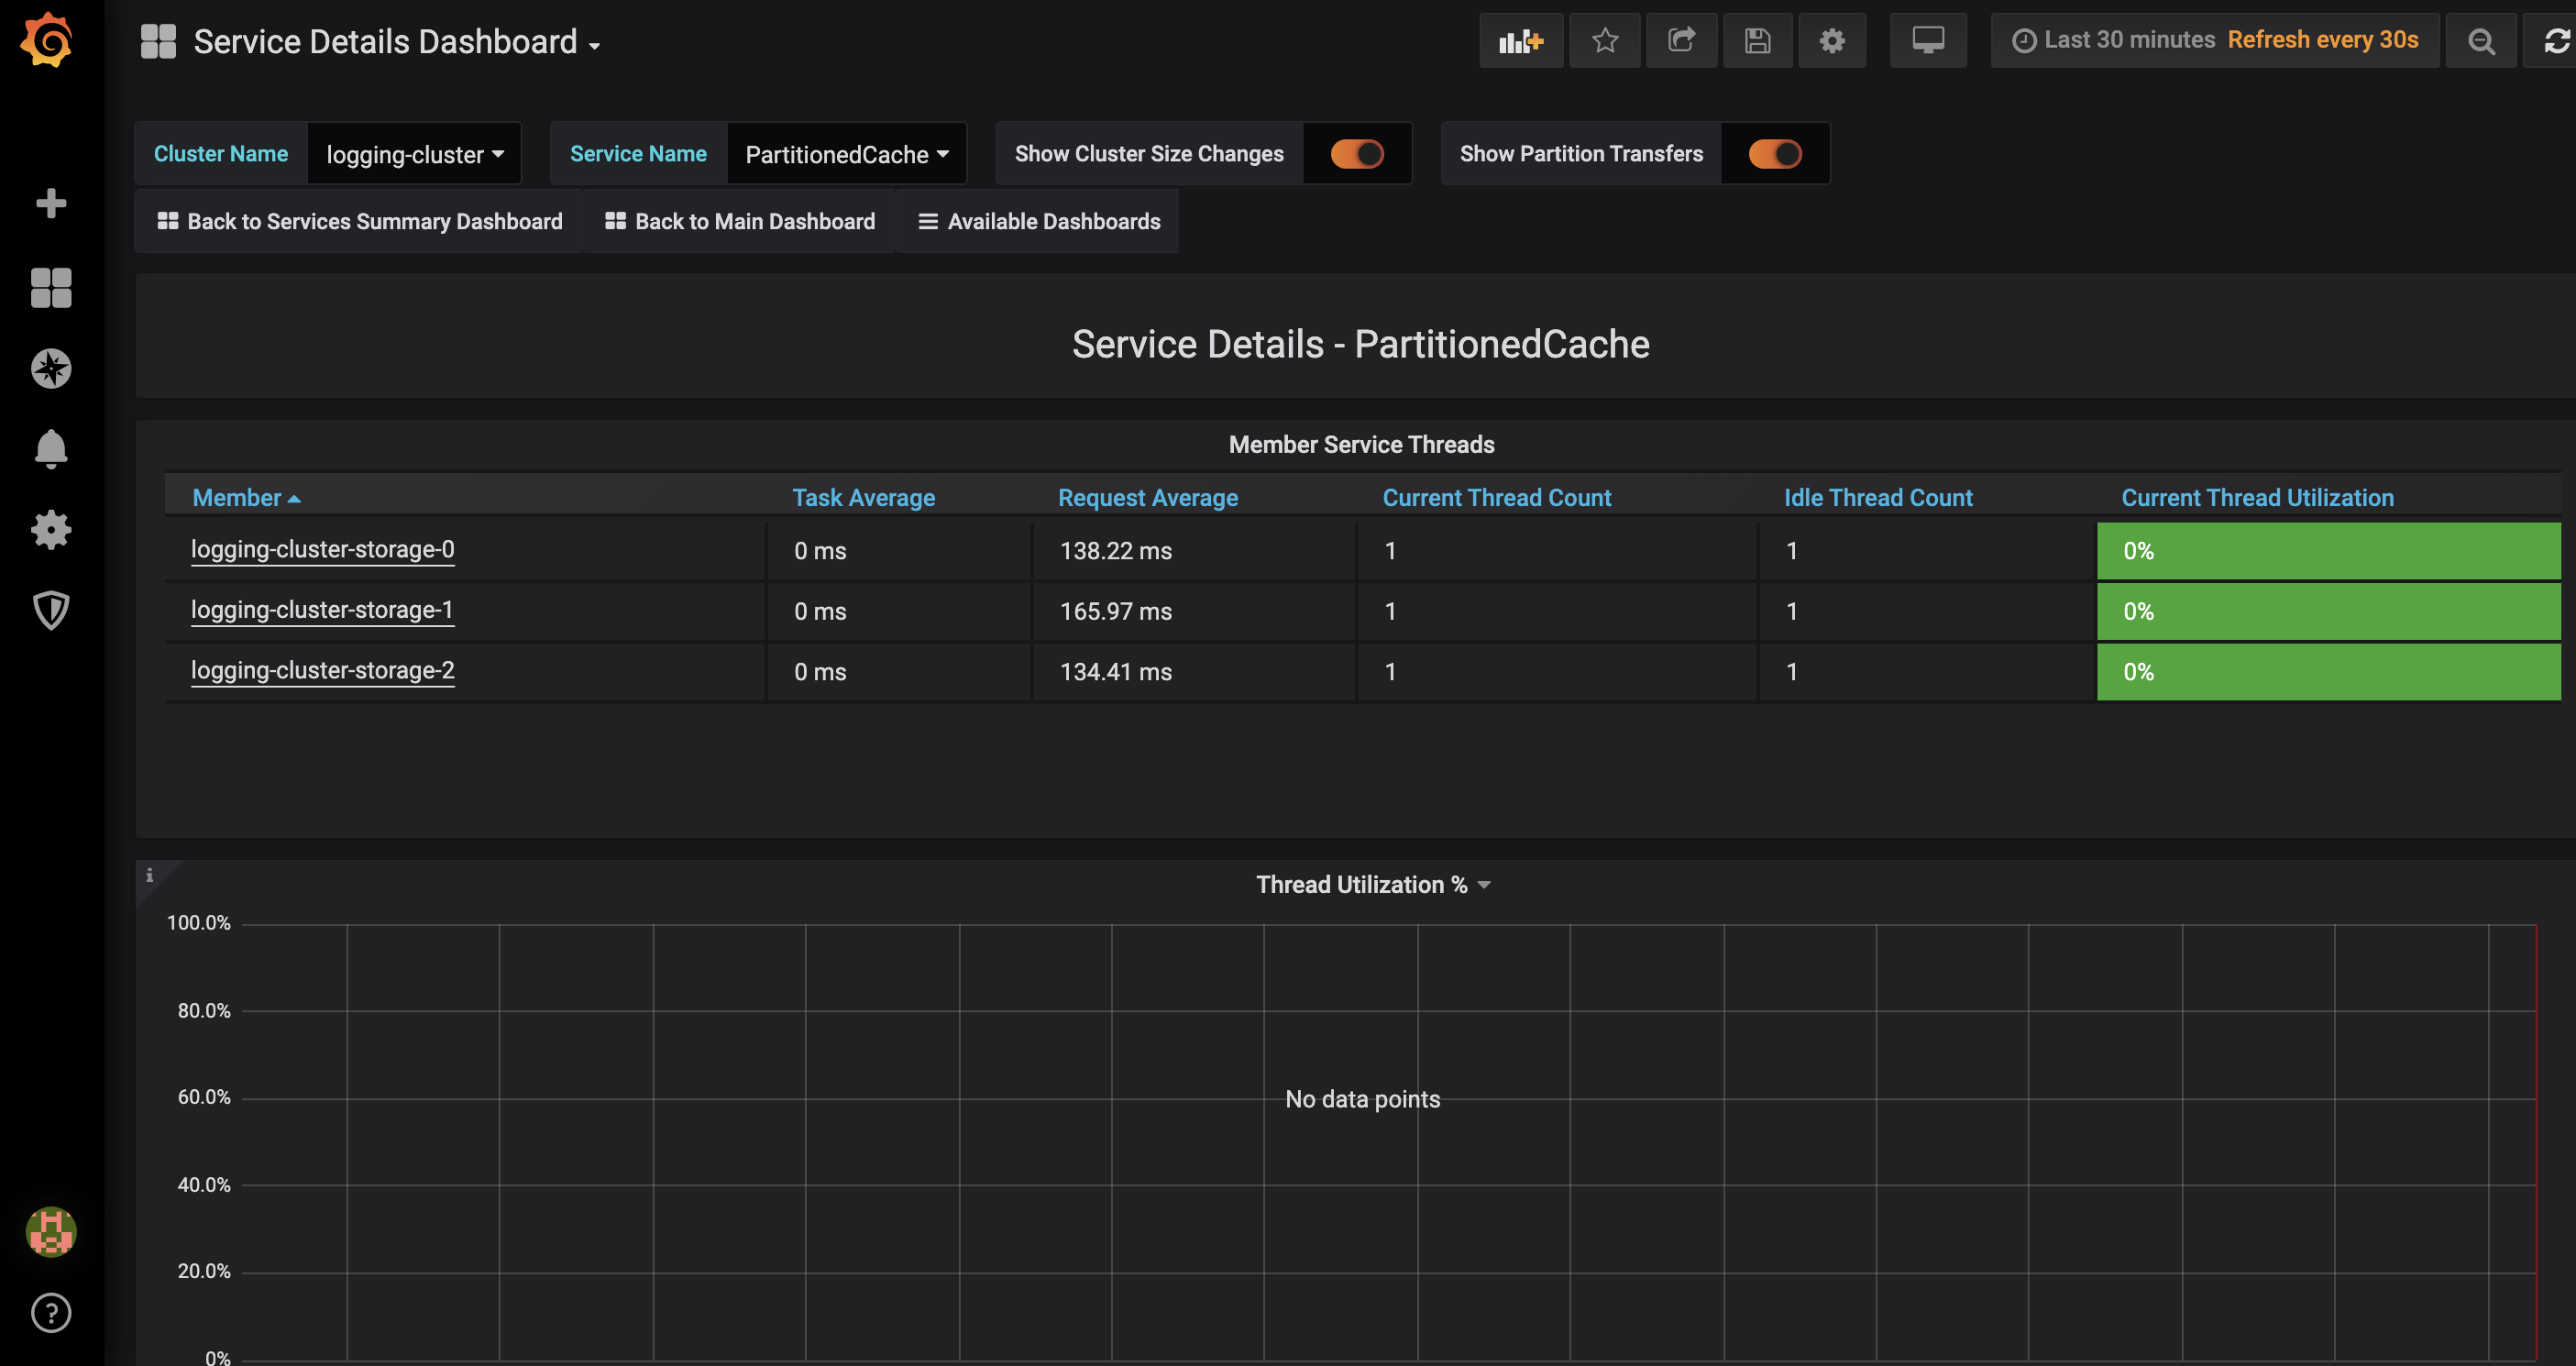 Service Details Dashboard
Last 30 minutes Refresh every 30s
Cluster Name logging-cluster Service Name PartitionedCache Show Cluster Size Changes Show Partition Transfers
Back to Services Summary Dashboard Back to Main Dashboard Available Dashboards
Service Details - PartitionedCache
Member Service Threads
Member Task Average Request Average Current Thread Count Idle Thread Count Current Thread Utilization
logging-cluster-storage-0 0 ms 138.22 ms 1 1 0%
logging-cluster-storage-1 0 ms 165.97 ms 1 1 0%
logging-cluster-storage-2 0 ms 134.41 ms 1 1 0%
i
Thread Utilization %
100.0%
80.0%
60.0%
No data points
40.0%
20.0%
0%
?